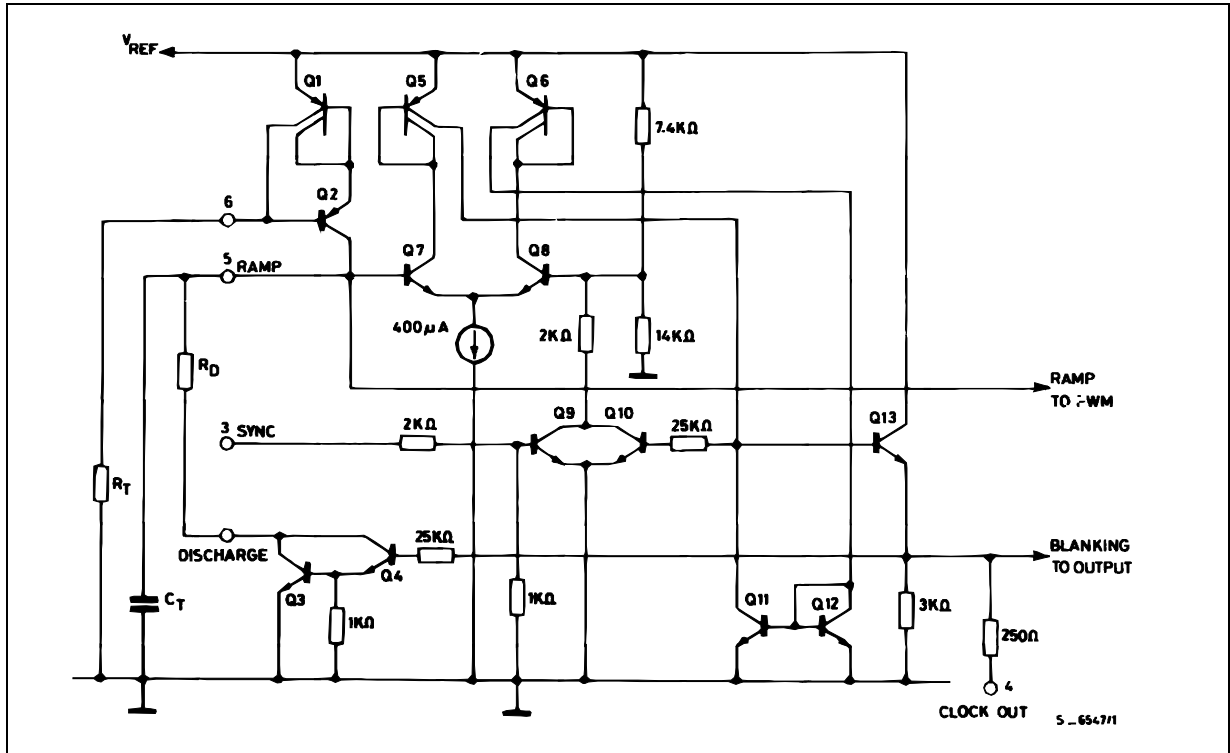 VREF
Q1
Q5
Q6
7.4KΩ
6
Q2
5 RAMP
Q7
Q8
400µA
2KΩ
14KΩ
RD
RAMP
TO PWM
3 SYNC
2KΩ
Q9
Q10
25KΩ
Q13
RT
DISCHARGE
25KΩ
BLANKING
TO OUTPUT
Q3
Q4
CT
1KΩ
1KΩ
Q11
Q12
3KΩ
250Ω
4
CLOCK OUT
S_6547/1